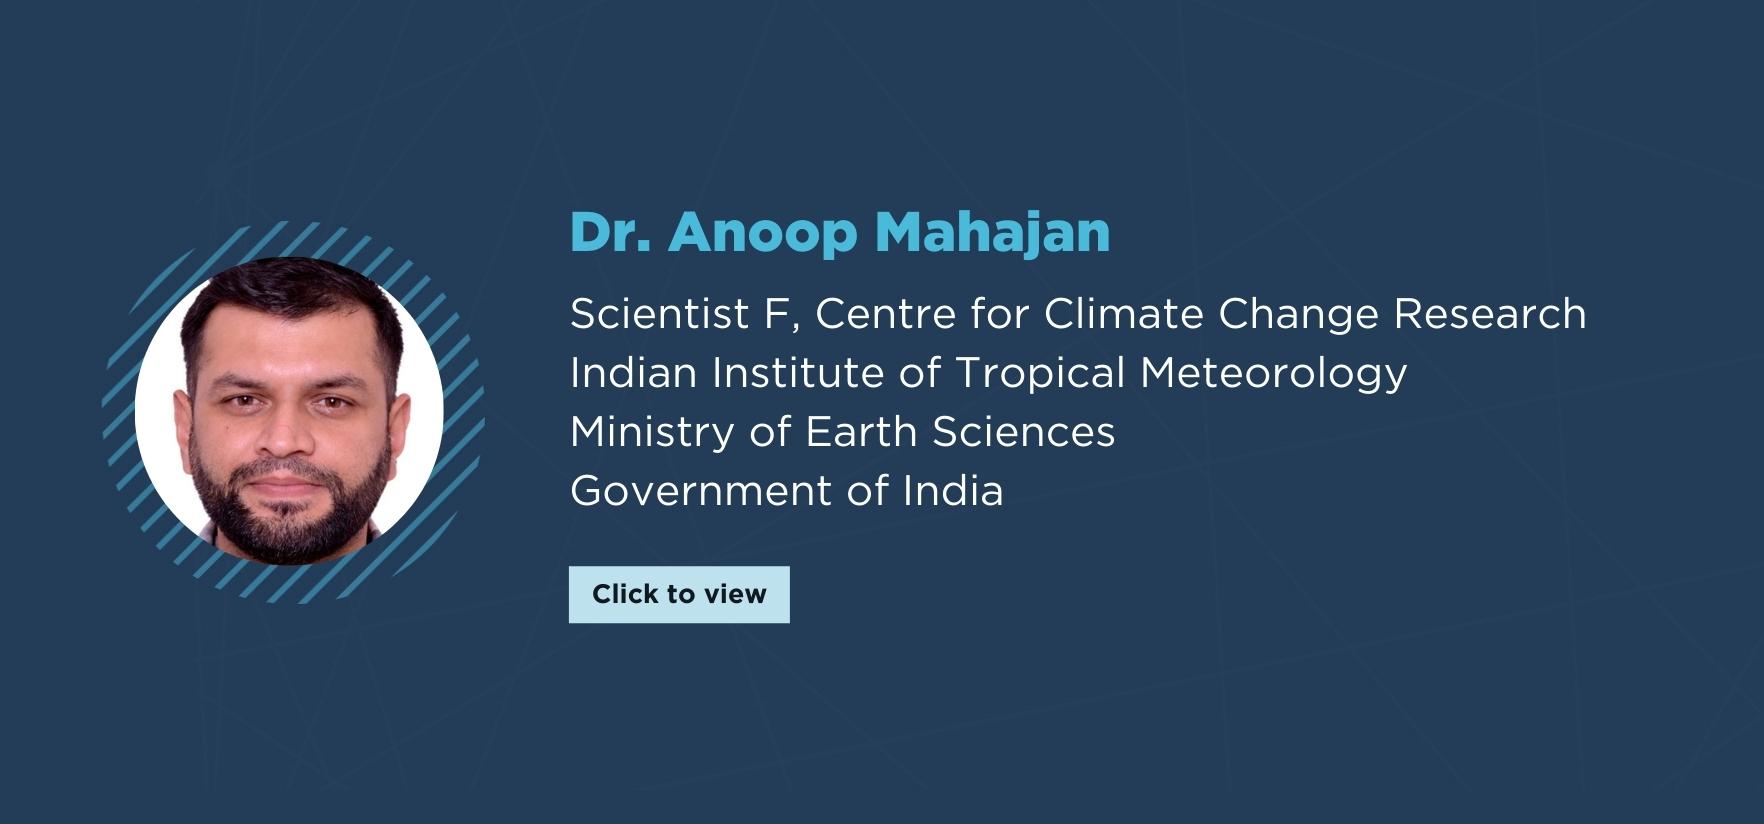 Dr. Anoop Mahajan
Scientist F, Centre for Climate Change Research
Indian Institute of Tropical Meteorology
Ministry of Earth Sciences
Government of India
Click to view